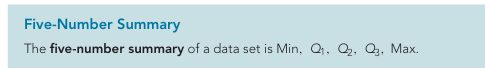 Five-Number Summary
The five-number summary of a data set is Min, Q₁, Q₂, Q₃, Max.